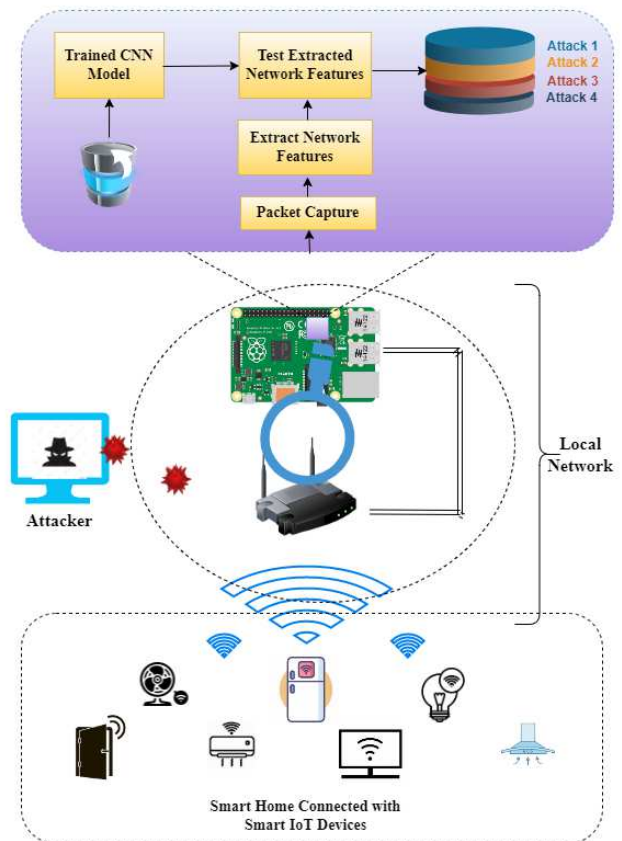 Trained CNN
Model
Test Extracted
Network Features
Attack 1
Attack 2
Attack 3
Attack 4
Extract Network
Features
Packet Capture
Attacker
Local
Network
Smart Home Connected with
Smart IoT Devices